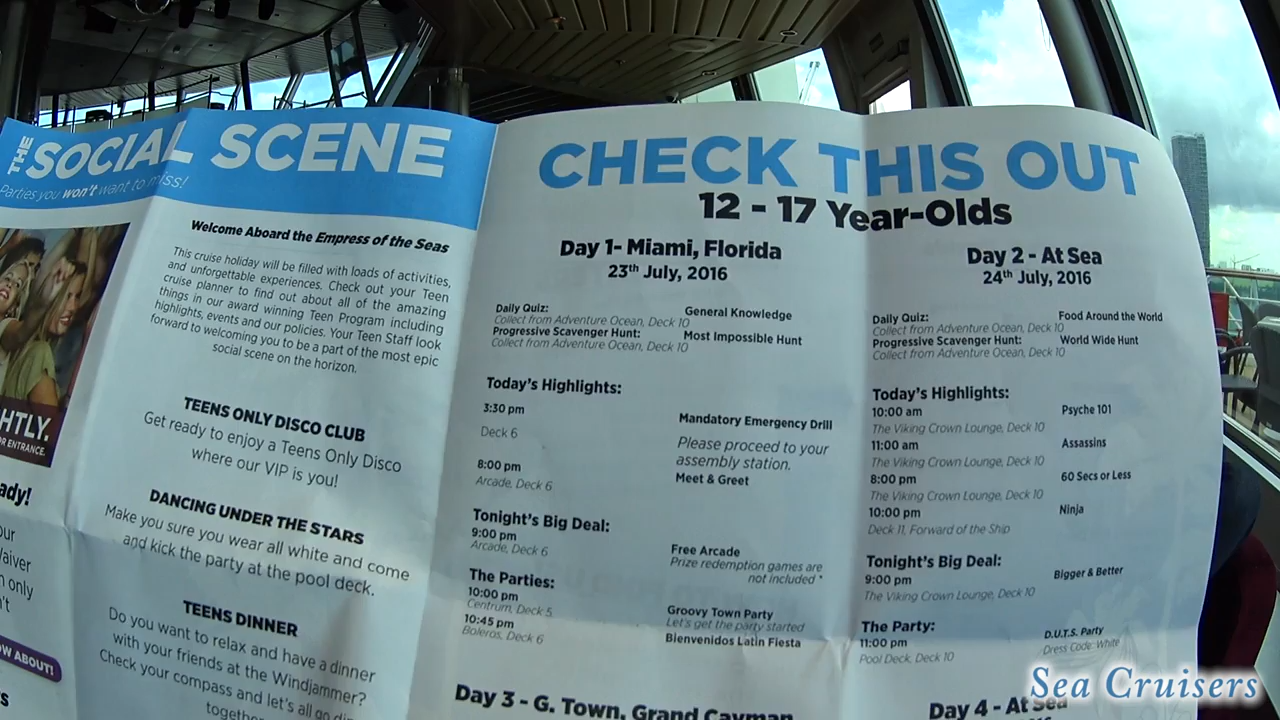 THE SOCIAL SCENE
Parties you won't want to miss!
Welcome Aboard the Empress of the Seas
This cruise holiday will be filled with loads of activities,
and unforgettable experiences. Check out your Teen
cruise planner to find out about all of the amazing
things in our award winning Teen Program including
highlights, events and our policies. Your Teen Staff look
forward to welcoming you to be a part of the most epic
social scene on the horizon.
TEENS ONLY DISCO CLUB
Get ready to enjoy a Teens Only Disco
where our VIP is you!
DANCING UNDER THE STARS
Make you sure you wear all white and come
and kick the party at the pool deck.
TEENS DINNER
Do you want to relax and have a dinner
with your friends at the Windjammer?
Check your compass and let's all go
together
CHECK THIS OUT
12 - 17 Year-Olds
Day 1- Miami, Florida
23th July, 2016
Daily Quiz: General Knowledge
Collect from Adventure Ocean, Deck 10
Progressive Scavenger Hunt: Most Impossible Hunt
Collect from Adventure Ocean, Deck 10
Today's Highlights:
3:30 pm Mandatory Emergency Drill
Deck 6 Please proceed to your
assembly station.
8:00 pm Meet & Greet
Arcade, Deck 6
Tonight's Big Deal:
9:00 pm Free Arcade
Arcade, Deck 6 Prize redemption games are
not included *
The Parties:
10:00 pm Groovy Town Party
Centrum, Deck 5 Let's get the party started
10:45 pm Bienvenidos Latin Fiesta
Boleros, Deck 6
Day 3 - G. Town, Grand Cayman
Day 2 - At Sea
24th July, 2016
Daily Quiz: Food Around the World
Collect from Adventure Ocean, Deck 10
Progressive Scavenger Hunt: World Wide Hunt
Collect from Adventure Ocean, Deck 10
Today's Highlights:
10:00 am Psyche 101
The Viking Crown Lounge, Deck 10
11:00 am Assassins
The Viking Crown Lounge, Deck 10
8:00 pm 60 Secs or Less
The Viking Crown Lounge, Deck 10
10:00 pm Ninja
Deck 11, Forward of the Ship
Tonight's Big Deal:
9:00 pm Bigger & Better
The Viking Crown Lounge, Deck 10
The Party:
11:00 pm D.U.T.S. Party
Pool Deck, Deck 10 Dress Code: White
Day 4 - At Sea
HTLY.
OR ENTRANCE.
ady!
our
Waiver
n only
't
OW ABOUT!
Sea Cruisers